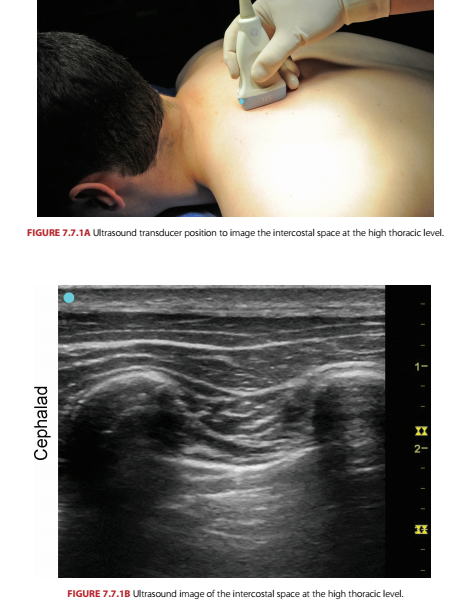 FIGURE 7.7.1A Ultrasound transducer position to image the intercostal space at the high thoracic level.
Cephalad
1
2
FIGURE 7.7.1B Ultrasound image of the intercostal space at the high thoracic level.